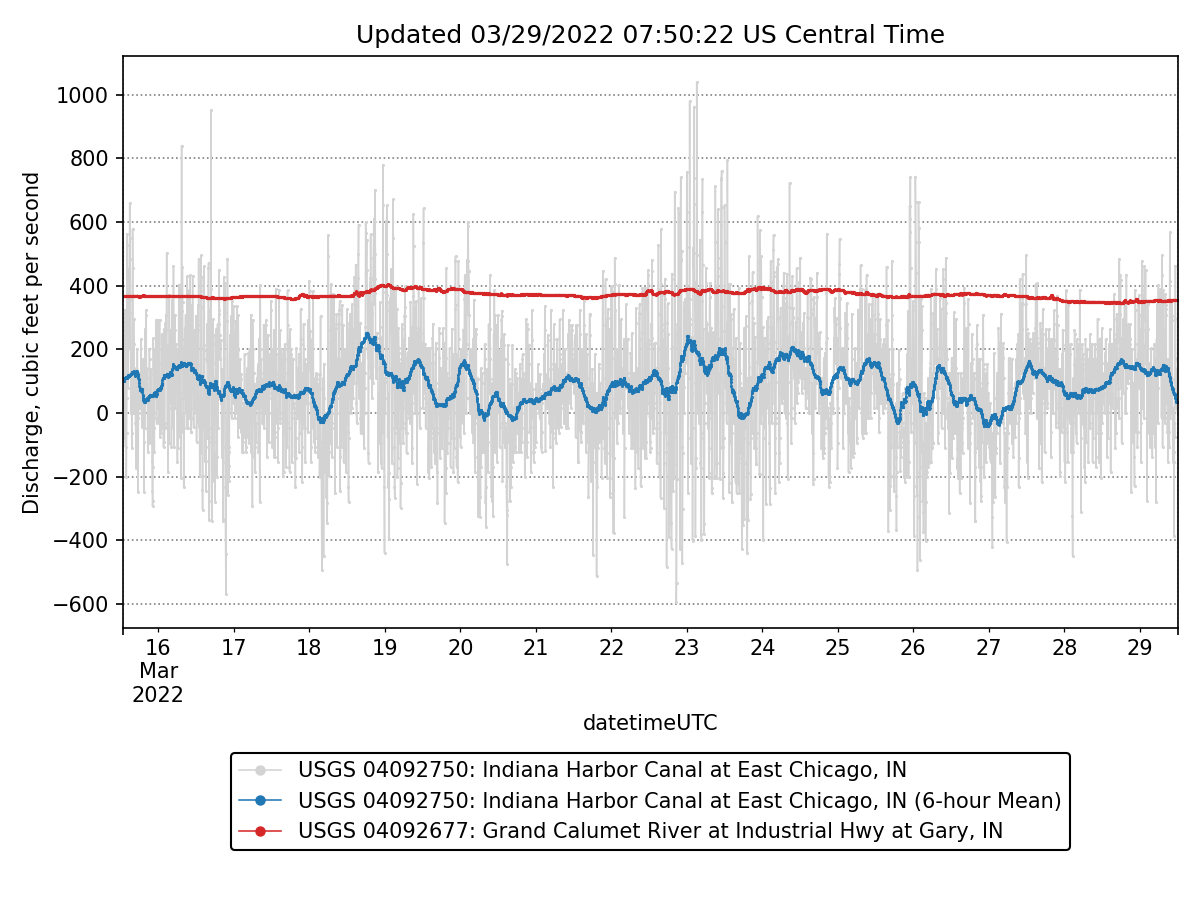 Updated 03/29/2022 07:50:22 US Central Time
Discharge, cubic feet per second
1000
800
600
400
200
0
−200
−400
−600
16 17 18 19 20 21 22 23 24 25 26 27 28 29
Mar
2022
datetimeUTC
USGS 04092750: Indiana Harbor Canal at East Chicago, IN
USGS 04092750: Indiana Harbor Canal at East Chicago, IN (6-hour Mean)
USGS 04092677: Grand Calumet River at Industrial Hwy at Gary, IN